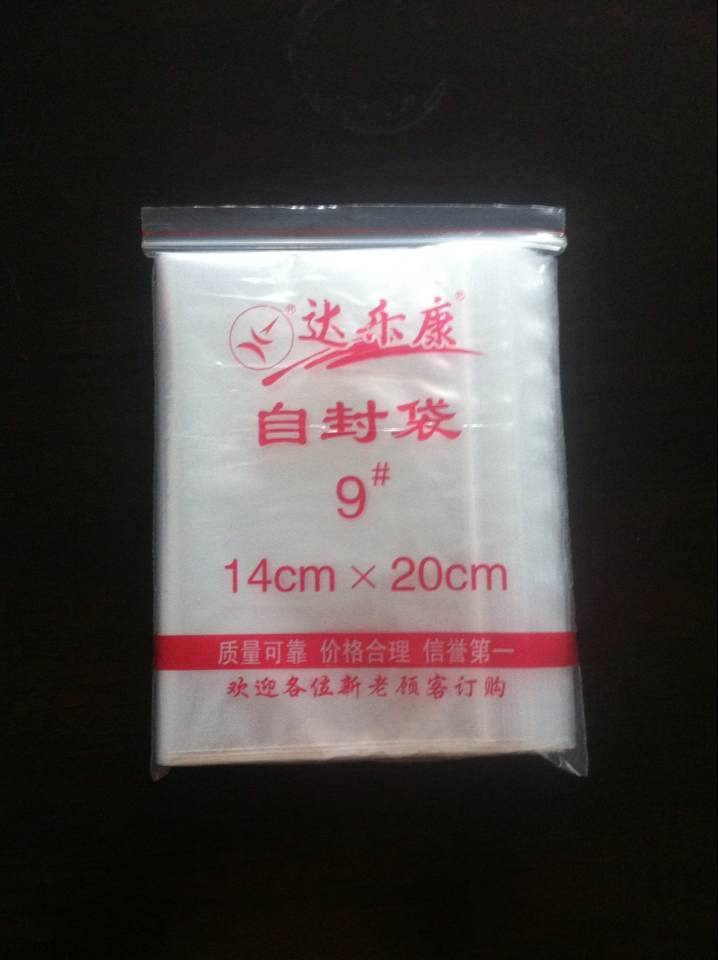 ®达乐康®
自封袋
9#
14cm×20cm
质量可靠 价格合理 信誉第一
欢迎各位新老顾客订购